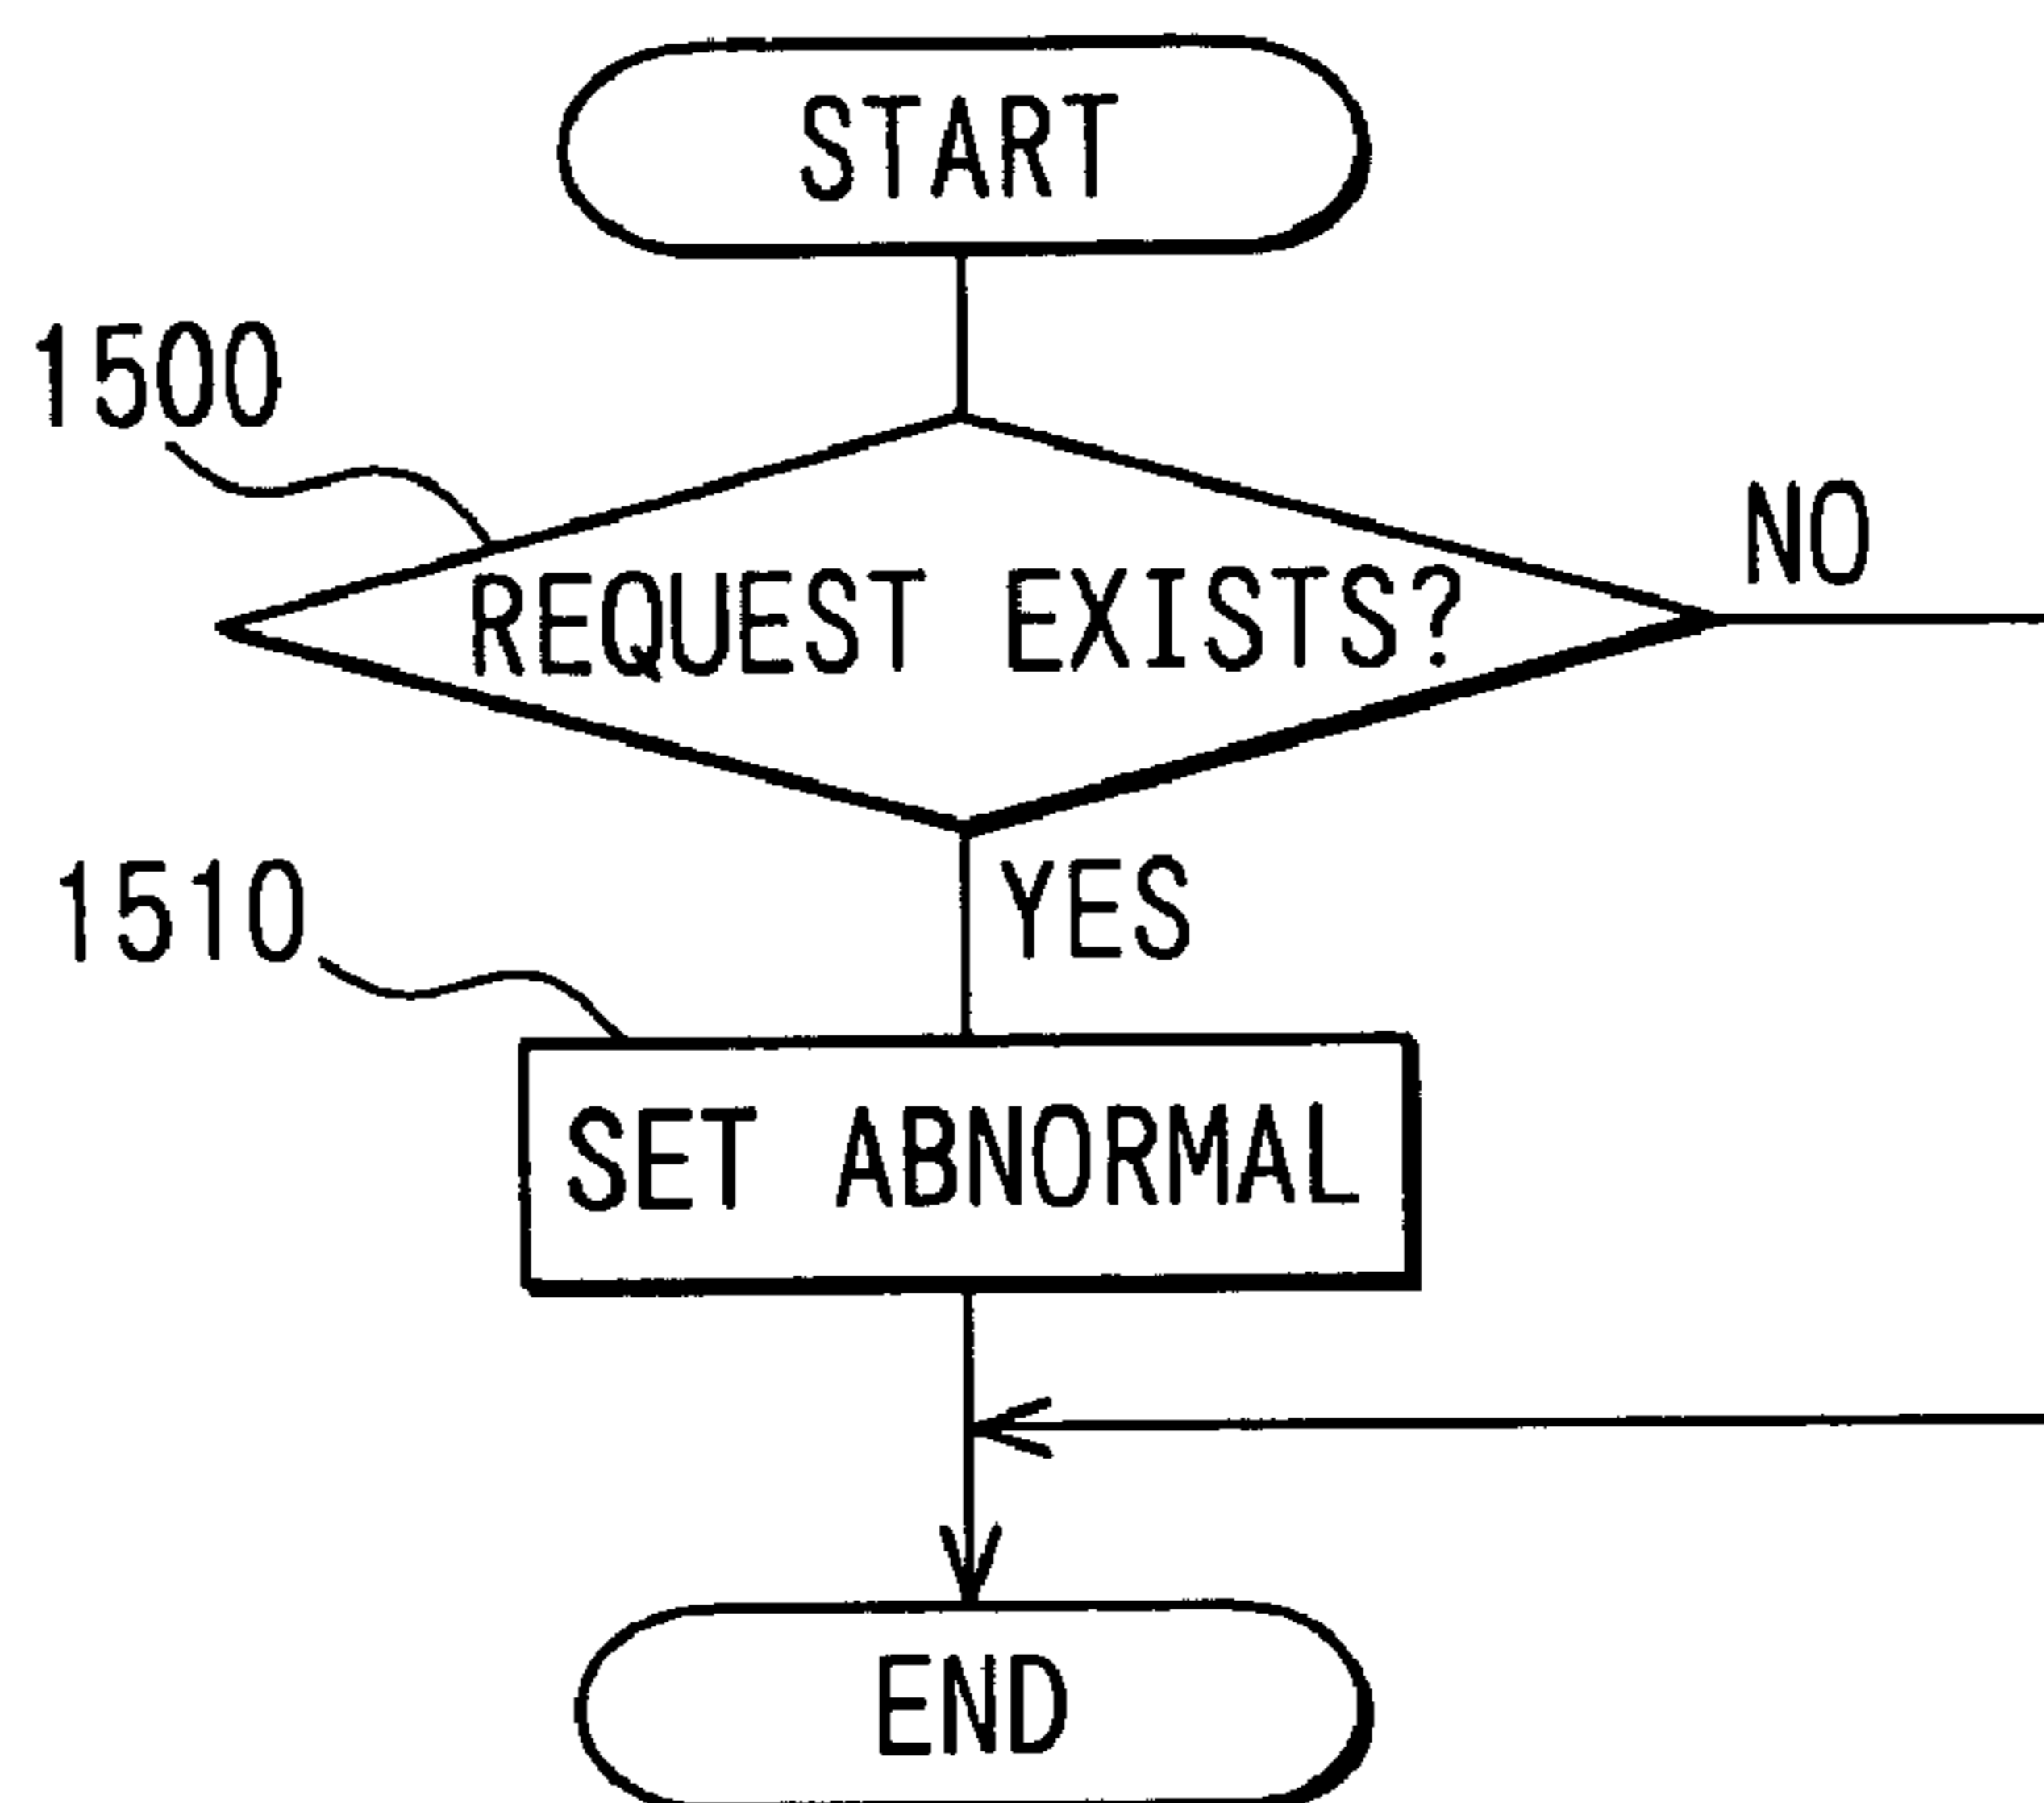 START
1500
NO
REQUEST EXISTS?
1510
YES
SET ABNORMAL
END